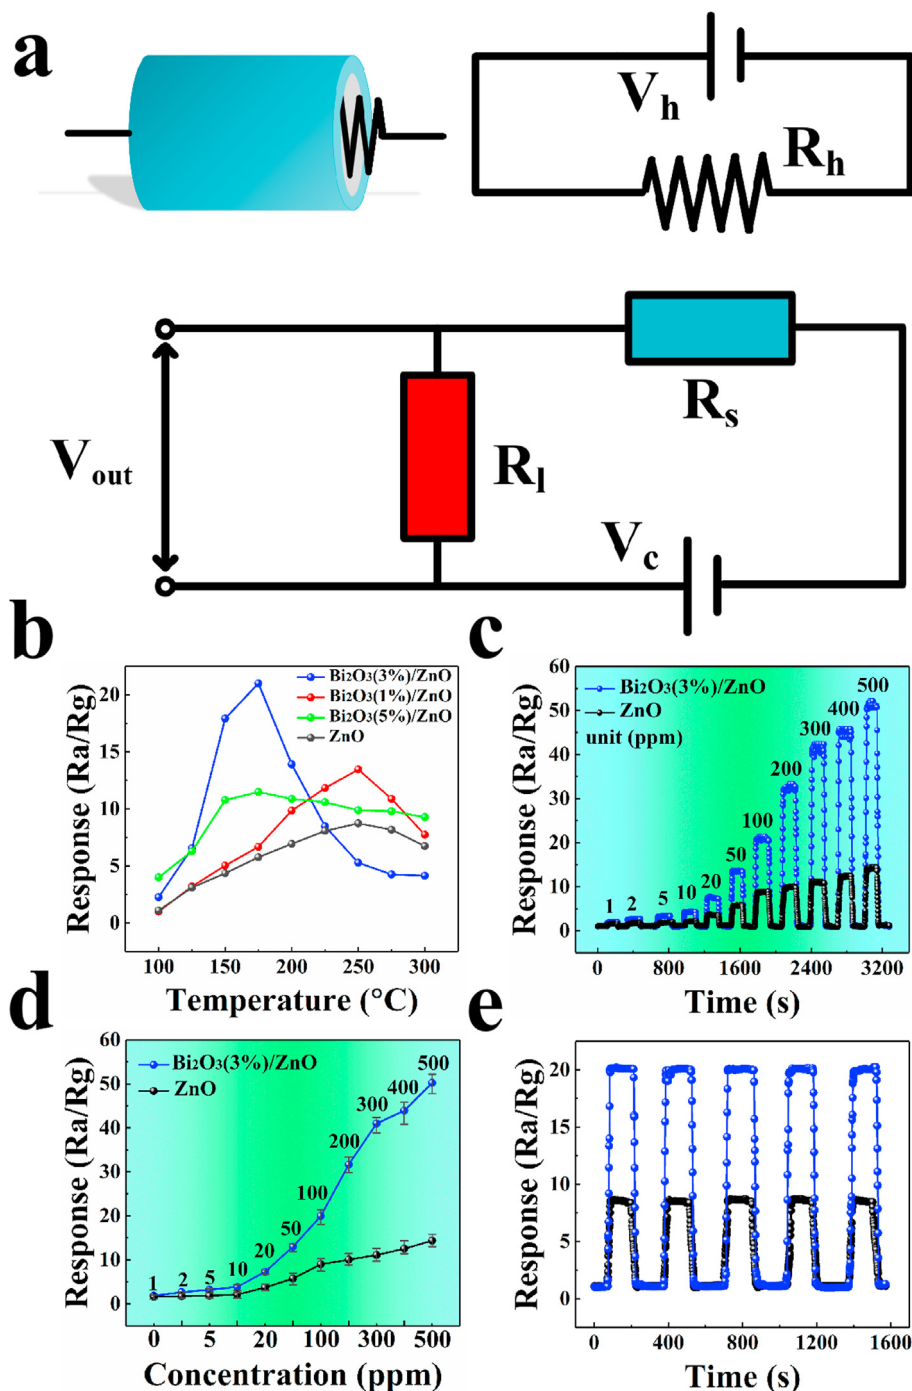 a
V_h
R_h
V_out
R_l
R_s
V_c
b
Response (Ra/Rg)
20
15
10
5
0
Bi₂O₃(3%)/ZnO
Bi₂O₃(1%)/ZnO
Bi₂O₃(5%)/ZnO
ZnO
100 150 200 250 300
Temperature (°C)
c
Response (Ra/Rg)
60
50
40
30
20
10
0
Bi₂O₃(3%)/ZnO
ZnO
unit (ppm)
1 2 5 10 20 50 100 200 300 400 500
0 800 1600 2400 3200
Time (s)
d
Response (Ra/Rg)
60
50
40
30
20
10
0
Bi₂O₃(3%)/ZnO
ZnO
1 2 5 10 20 50 100 200 300 400 500
0 5 20 100 300 500
Concentration (ppm)
e
Response (Ra/Rg)
20
15
10
5
0
0 400 800 1200 1600
Time (s)